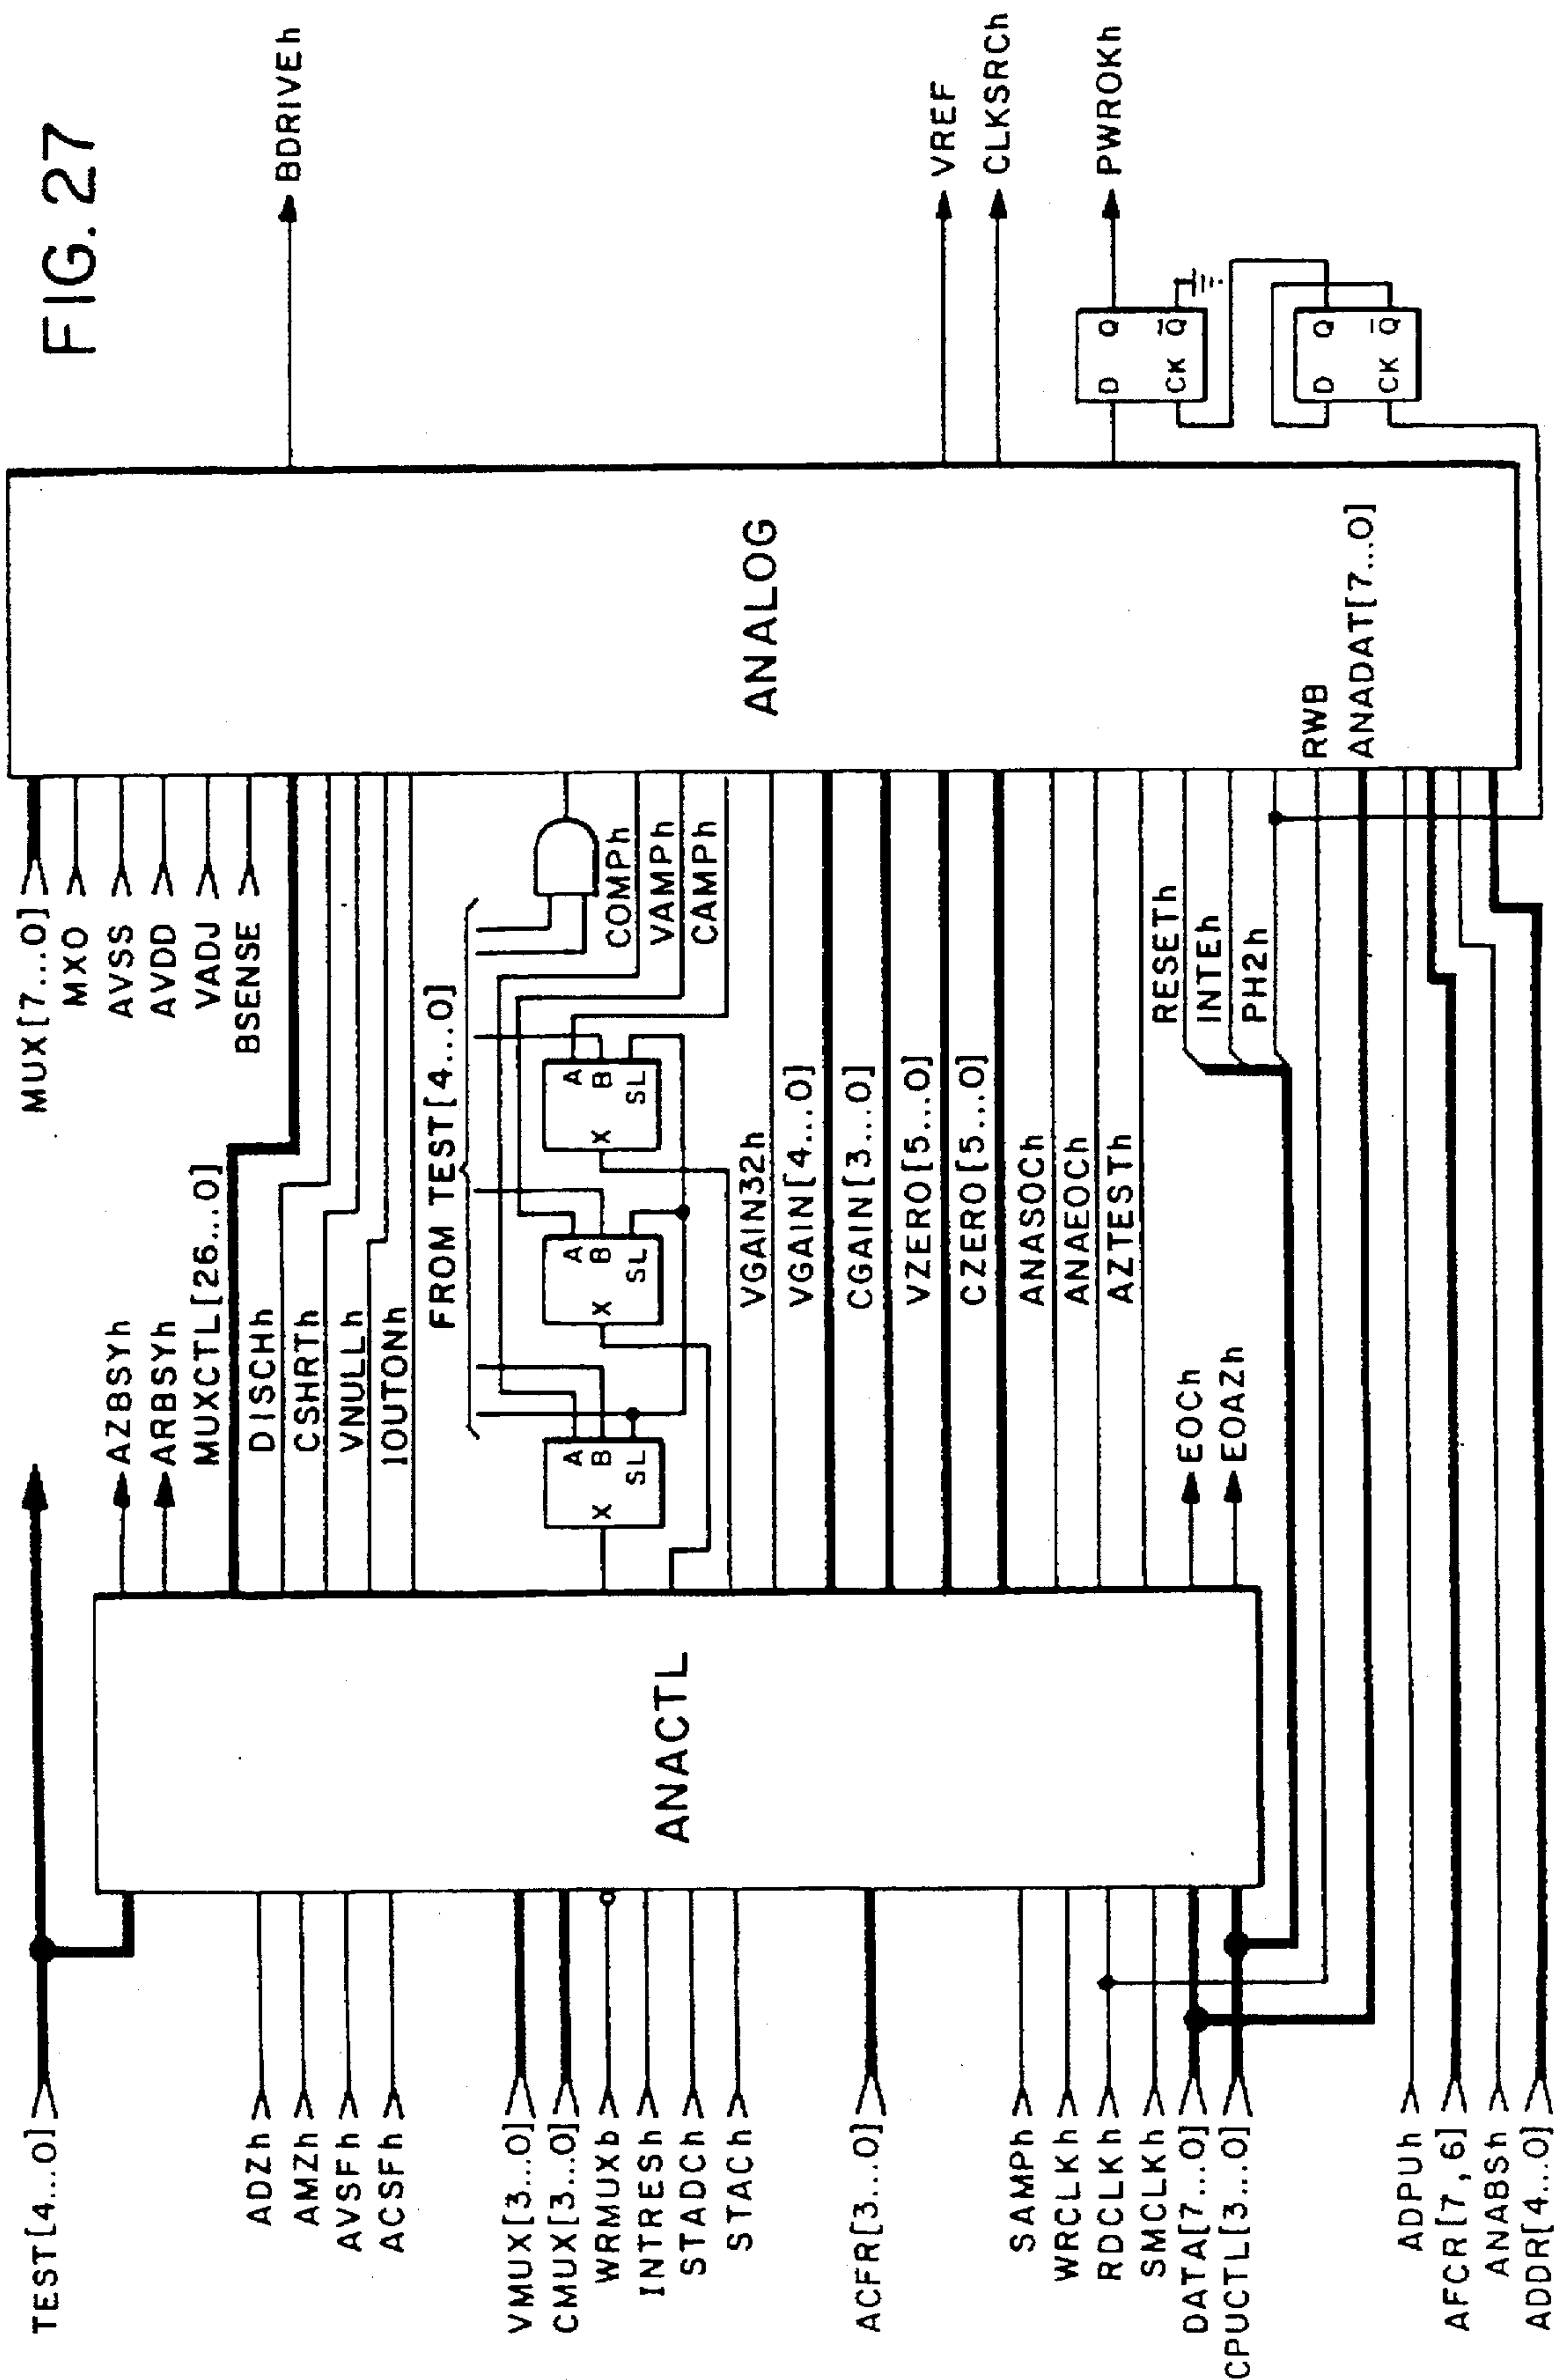 FIG. 27
TEST[4...0]
ADZh
AMZh
AVSFh
ACSFh
VMUX[3...0]
CMUX[3...0]
WRMUXb
INTRESh
STADCh
STACh
ACFR[3...0]
SAMPh
WRCLKh
RDCLKh
SMCLKh
DATA[7...0]
CPUCTL[3...0]
ADPUh
AFCR[7,6]
ANABSh
ADDR[4...0]
ANACTL
AZBSYh
ARBSYh
MUXCTL[26...0]
DISCHh
CSHRTh
VNULLh
IOUTONh
FROM TEST[4...0]
X A B SL
X A B SL
X A B SL
COMPh
VAMPh
CAMPh
VGAIN32h
VGAIN[4...0]
CGAIN[3...0]
VZERO[5...0]
CZERO[5...0]
ANASOCh
ANAEOCh
AZTESTh
EOCh
EOAZh
RESETh
INTEh
PH2h
MUX[7...0]
MXO
AVSS
AVDD
VADJ
BSENSE
ANALOG
RWB
ANADAT[7...0]
BDRIVEh
VREF
CLKSRCh
PWROKh
D Q
CK Q̅
D Q
CK Q̅